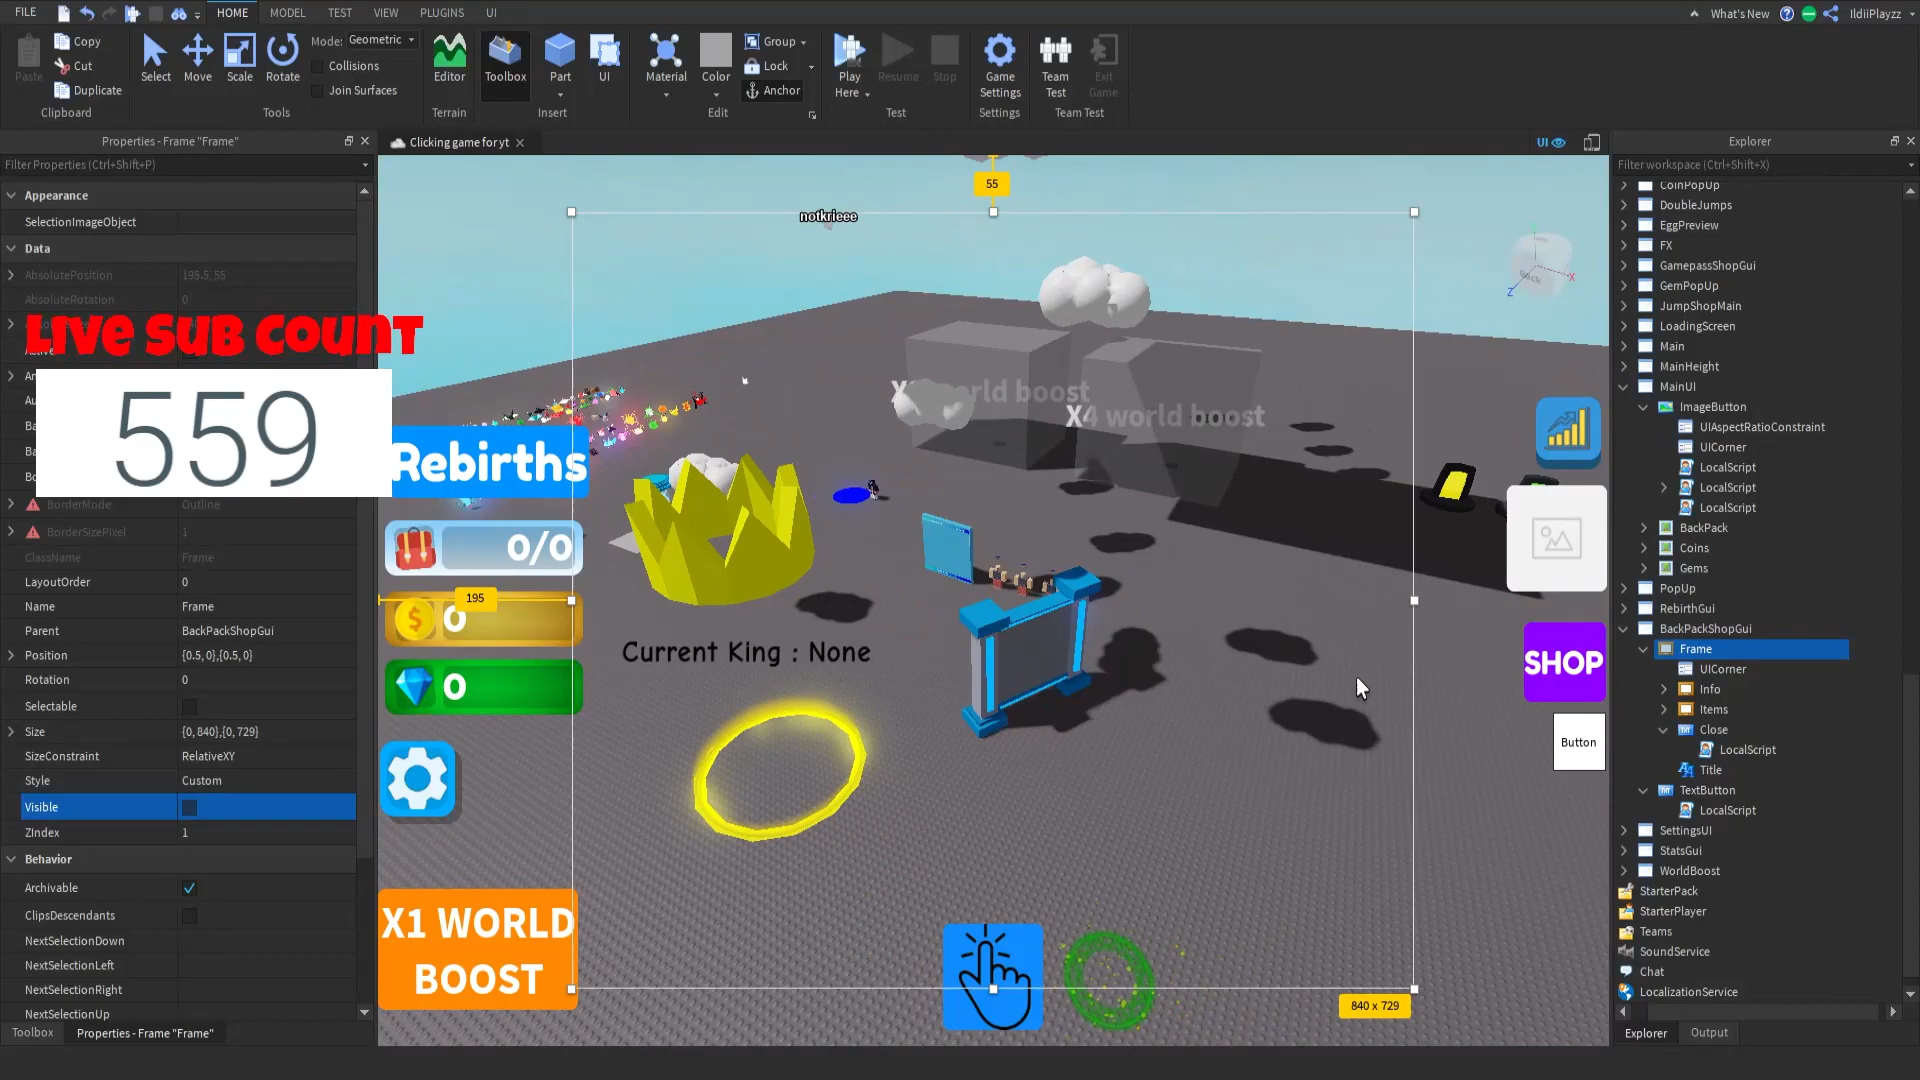 FILE
HOME
MODEL
TEST
VIEW
PLUGINS
UI
What's New
IldiiPlayzz
Paste
Copy
Cut
Duplicate
Clipboard
Select
Move
Scale
Rotate
Mode: Geometric
Collisions
Join Surfaces
Tools
Editor
Terrain
Toolbox
Part
UI
Insert
Material
Color
Group
Lock
Anchor
Edit
Play
Here
Resume
Stop
Test
Game
Settings
Settings
Team
Test
Exit
Game
Team Test
Properties - Frame "Frame"
Filter Properties (Ctrl+Shift+P)
Appearance
SelectionImageObject
Data
AbsolutePosition 195.5, 55
AbsoluteRotation 0
Live Sub Count
559
BorderMode Outline
BorderSizePixel 1
ClassName Frame
LayoutOrder 0
Name Frame
Parent BackPackShopGui
Position {0.5, 0},{0.5, 0}
Rotation 0
Selectable
Size {0, 840},{0, 729}
SizeConstraint RelativeXY
Style Custom
Visible
ZIndex 1
Behavior
Archivable
ClipsDescendants
NextSelectionDown
NextSelectionLeft
NextSelectionRight
NextSelectionUp
Toolbox
Properties - Frame "Frame"
Clicking game for yt
UI
55
notkrieee
Back
X
Z
rld boost
X4 world boost
Rebirths
0/0
195
0
0
Current King : None
X1 WORLD
BOOST
SHOP
Button
840 x 729
Explorer
Filter workspace (Ctrl+Shift+X)
CoinPopUp
DoubleJumps
EggPreview
FX
GamepassShopGui
GemPopUp
JumpShopMain
LoadingScreen
Main
MainHeight
MainUI
ImageButton
UIAspectRatioConstraint
UICorner
LocalScript
LocalScript
LocalScript
BackPack
Coins
Gems
PopUp
RebirthGui
BackPackShopGui
Frame
UICorner
Info
Items
Close
LocalScript
Title
TextButton
LocalScript
SettingsUI
StatsGui
WorldBoost
StarterPack
StarterPlayer
Teams
SoundService
Chat
LocalizationService
Explorer
Output